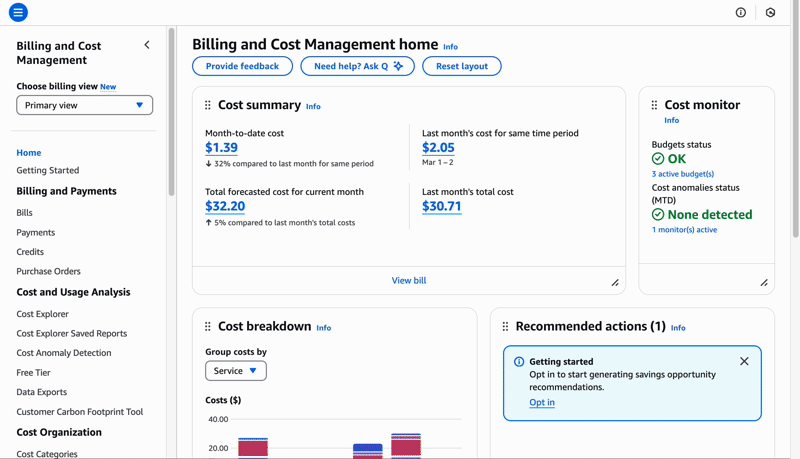 Billing and Cost Management
Choose billing view New
Primary view
Home
Getting Started
Billing and Payments
Bills
Payments
Credits
Purchase Orders
Cost and Usage Analysis
Cost Explorer
Cost Explorer Saved Reports
Cost Anomaly Detection
Free Tier
Data Exports
Customer Carbon Footprint Tool
Cost Organization
Cost Categories
Billing and Cost Management home Info
Provide feedback
Need help? Ask Q
Reset layout
Cost summary Info
Month-to-date cost
$1.39
↓ 32% compared to last month for same period
Last month's cost for same time period
$2.05
Mar 1 – 2
Total forecasted cost for current month
$32.20
↑ 5% compared to last month's total costs
Last month's total cost
$30.71
View bill
Cost monitor
Info
Budgets status
OK
3 active budget(s)
Cost anomalies status
(MTD)
None detected
1 monitor(s) active
Cost breakdown Info
Group costs by
Service
Costs ($)
40.00
20.00
Recommended actions (1) Info
Getting started
Opt in to start generating savings opportunity
recommendations.
Opt in